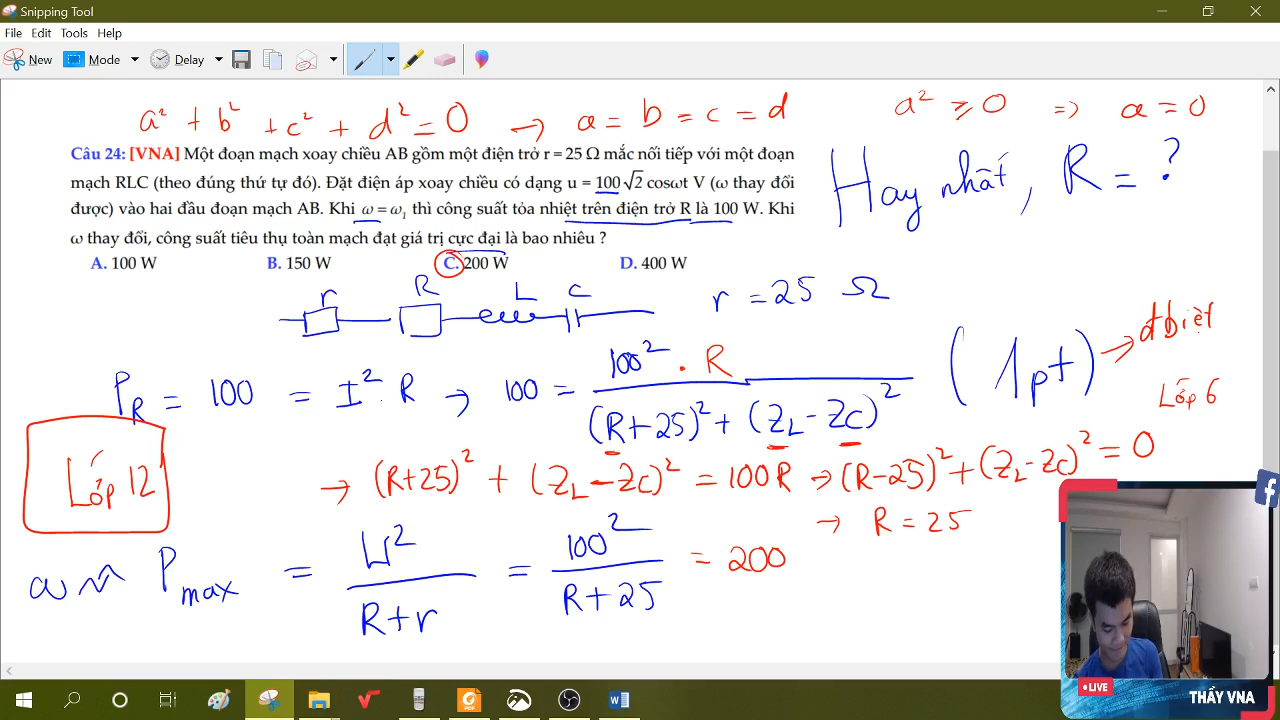 Snipping Tool
File Edit Tools Help
New Mode Delay
a² + b² + c² + d² = 0 → a = b = c = d
a² ≥ 0 => a = 0
Câu 24: [VNA] Một đoạn mạch xoay chiều AB gồm một điện trở r = 25 Ω mắc nối tiếp với một đoạn
mạch RLC (theo đúng thứ tự đó). Đặt điện áp xoay chiều có dạng u = 100√2 cosωt V (ω thay đổi
được) vào hai đầu đoạn mạch AB. Khi ω = ω₁ thì công suất tỏa nhiệt trên điện trở R là 100 W. Khi
ω thay đổi, công suất tiêu thụ toàn mạch đạt giá trị cực đại là bao nhiêu ?
A. 100 W B. 150 W C. 200 W D. 400 W
Hay nhất, R = ?
r R L C r = 25 Ω
P_R = 100 = I² . R → 100 = 100² . R / (R+25)² + (Z_L - Z_C)² (1pt) → đbiệt
Lớp 6
Lớp 12
→ (R+25)² + (Z_L - Z_C)² = 100R → (R-25)² + (Z_L - Z_C)² = 0
→ R = 25
P_max = U² / R+r = 100² / R+25 = 200
LIVE THẦY VNA